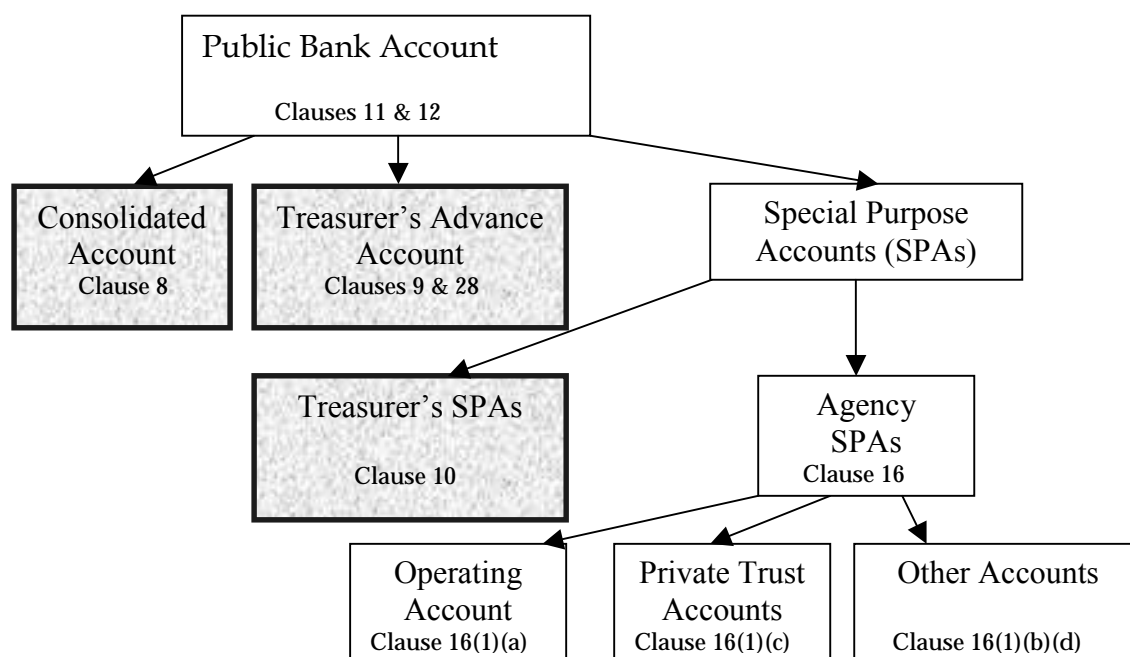 Public Bank Account
Clauses 11 & 12
Consolidated
Account
Clause 8
Treasurer’s Advance
Account
Clauses 9 & 28
Special Purpose
Accounts (SPAs)
Treasurer’s SPAs
Clause 10
Agency
SPAs
Clause 16
Operating
Account
Clause 16(1)(a)
Private Trust
Accounts
Clause 16(1)(c)
Other Accounts
Clause 16(1)(b)(d)